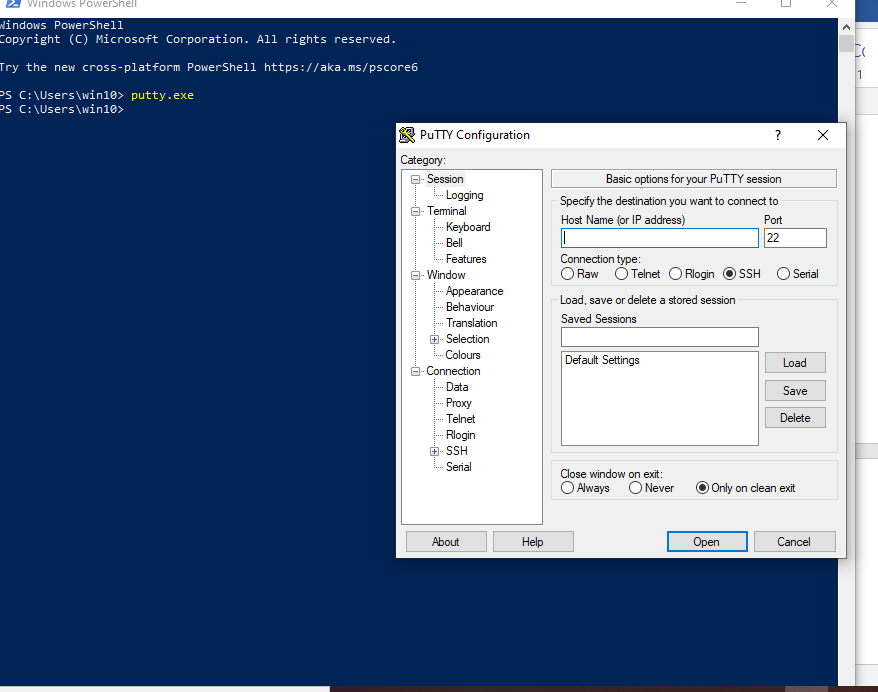 Windows PowerShell
Windows PowerShell
Copyright (C) Microsoft Corporation. All rights reserved.
Try the new cross-platform PowerShell https://aka.ms/pscore6
PS C:\Users\win10> putty.exe
PS C:\Users\win10>
PuTTY Configuration
?
Category:
Session
Logging
Terminal
Keyboard
Bell
Features
Window
Appearance
Behaviour
Translation
Selection
Colours
Connection
Data
Proxy
Telnet
Rlogin
SSH
Serial
Basic options for your PuTTY session
Specify the destination you want to connect to
Host Name (or IP address) Port
22
Connection type:
Raw Telnet Rlogin SSH Serial
Load, save or delete a stored session
Saved Sessions
Default Settings
Load
Save
Delete
Close window on exit:
Always Never Only on clean exit
About Help Open Cancel